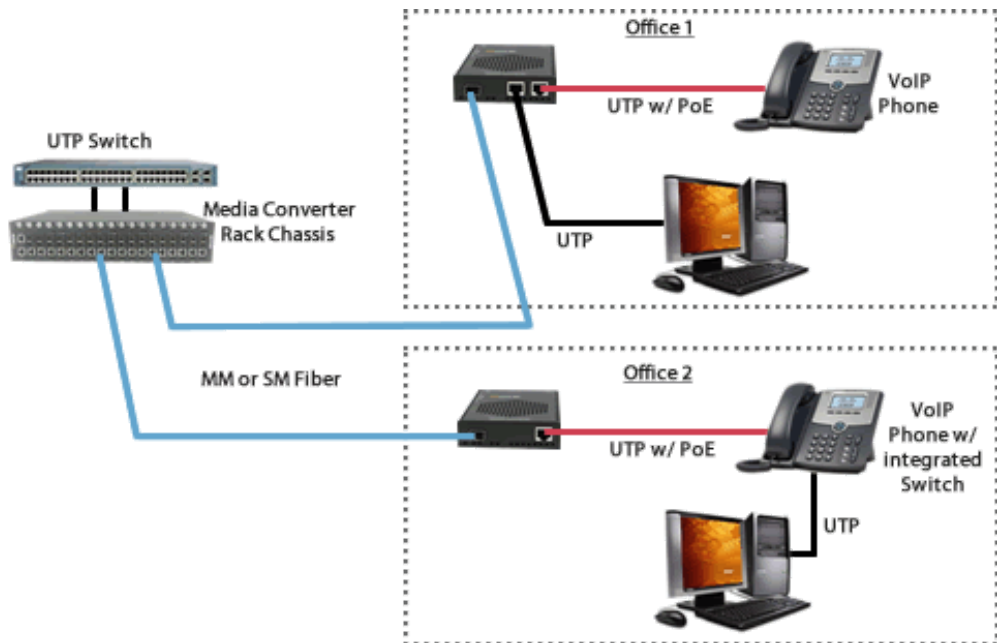 Office 1
UTP w/ PoE
VoIP
Phone
UTP Switch
Media Converter
Rack Chassis
UTP
MM or SM Fiber
Office 2
UTP w/ PoE
VoIP
Phone w/
integrated
Switch
UTP